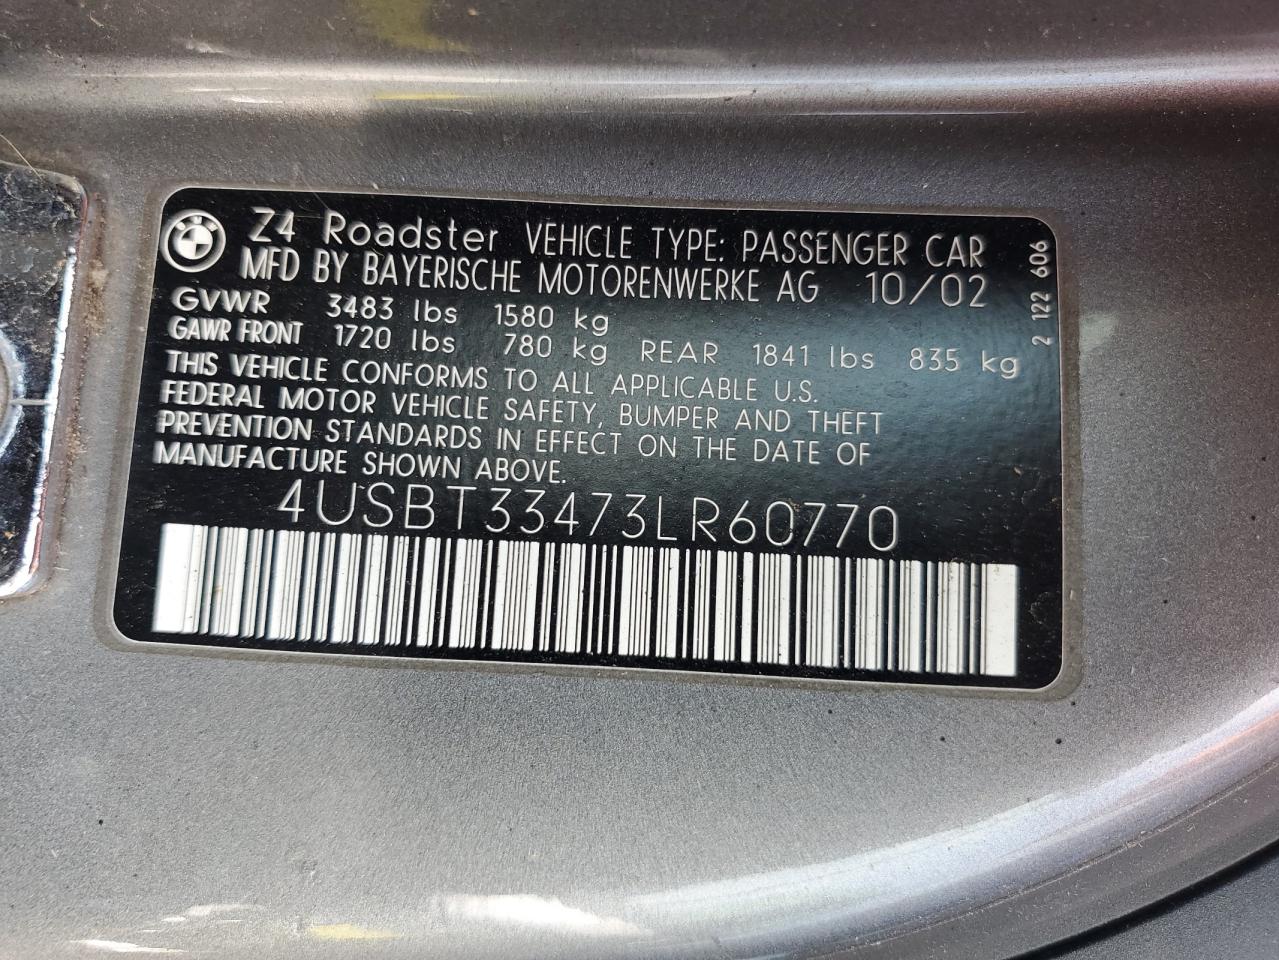 Z4 Roadster VEHICLE TYPE: PASSENGER CAR
MFD BY BAYERISCHE MOTORENWERKE AG 10/02
GVWR 3483 lbs 1580 kg
GAWR FRONT 1720 lbs 780 kg REAR 1841 lbs 835 kg
THIS VEHICLE CONFORMS TO ALL APPLICABLE U.S.
FEDERAL MOTOR VEHICLE SAFETY, BUMPER AND THEFT
PREVENTION STANDARDS IN EFFECT ON THE DATE OF
MANUFACTURE SHOWN ABOVE.
4USBT33473LR60770
2 122 606